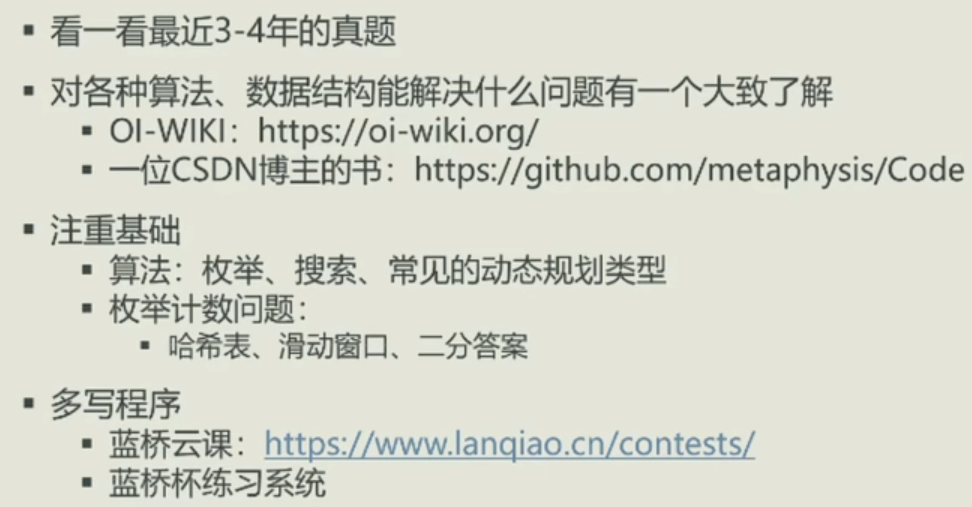 看一看最近3-4年的真题
对各种算法、数据结构能解决什么问题有一个大致了解
OI-WIKI：https://oi-wiki.org/
一位CSDN博主的书：https://github.com/metaphysis/Code
注重基础
算法：枚举、搜索、常见的动态规划类型
枚举计数问题：
哈希表、滑动窗口、二分答案
多写程序
蓝桥云课：https://www.lanqiao.cn/contests/
蓝桥杯练习系统